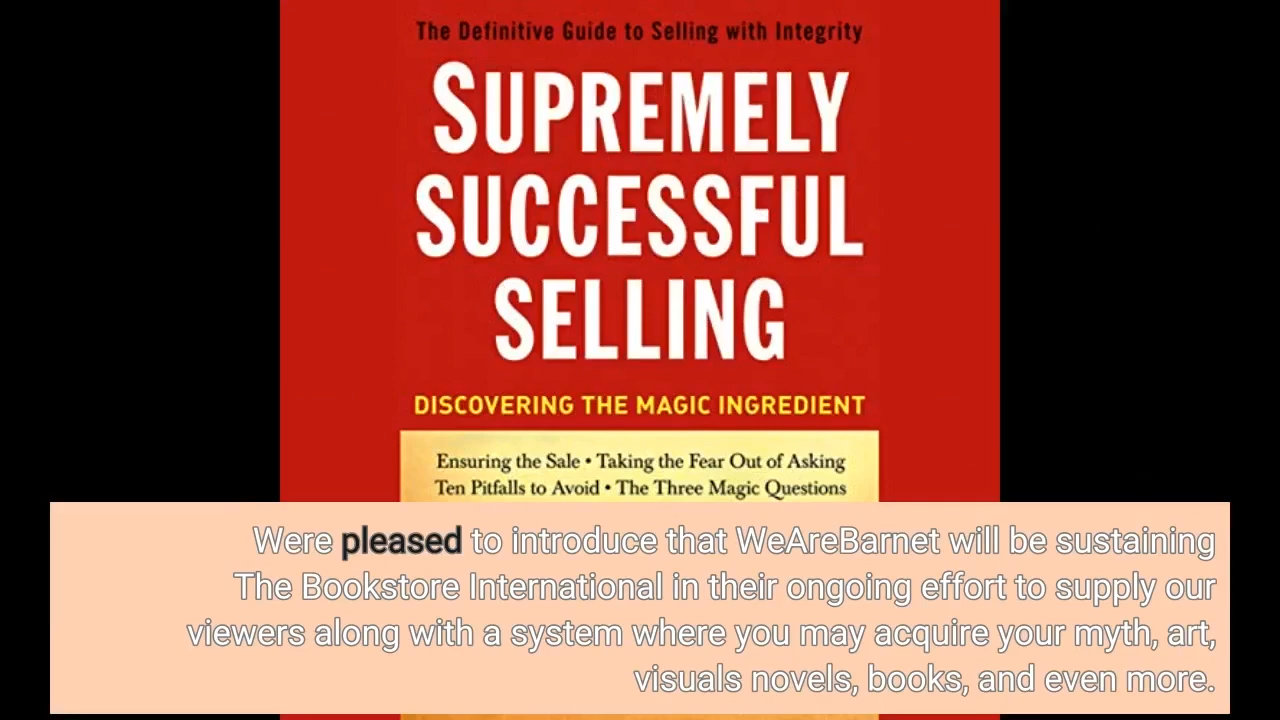 The Definitive Guide to Selling with Integrity
SUPREMELY
SUCCESSFUL
SELLING
DISCOVERING THE MAGIC INGREDIENT
Ensuring the Sale • Taking the Fear Out of Asking
Ten Pitfalls to Avoid • The Three Magic Questions
Were pleased to introduce that WeAreBarnet will be sustaining
The Bookstore International in their ongoing effort to supply our
viewers along with a system where you may acquire your myth, art,
visuals novels, books, and even more.